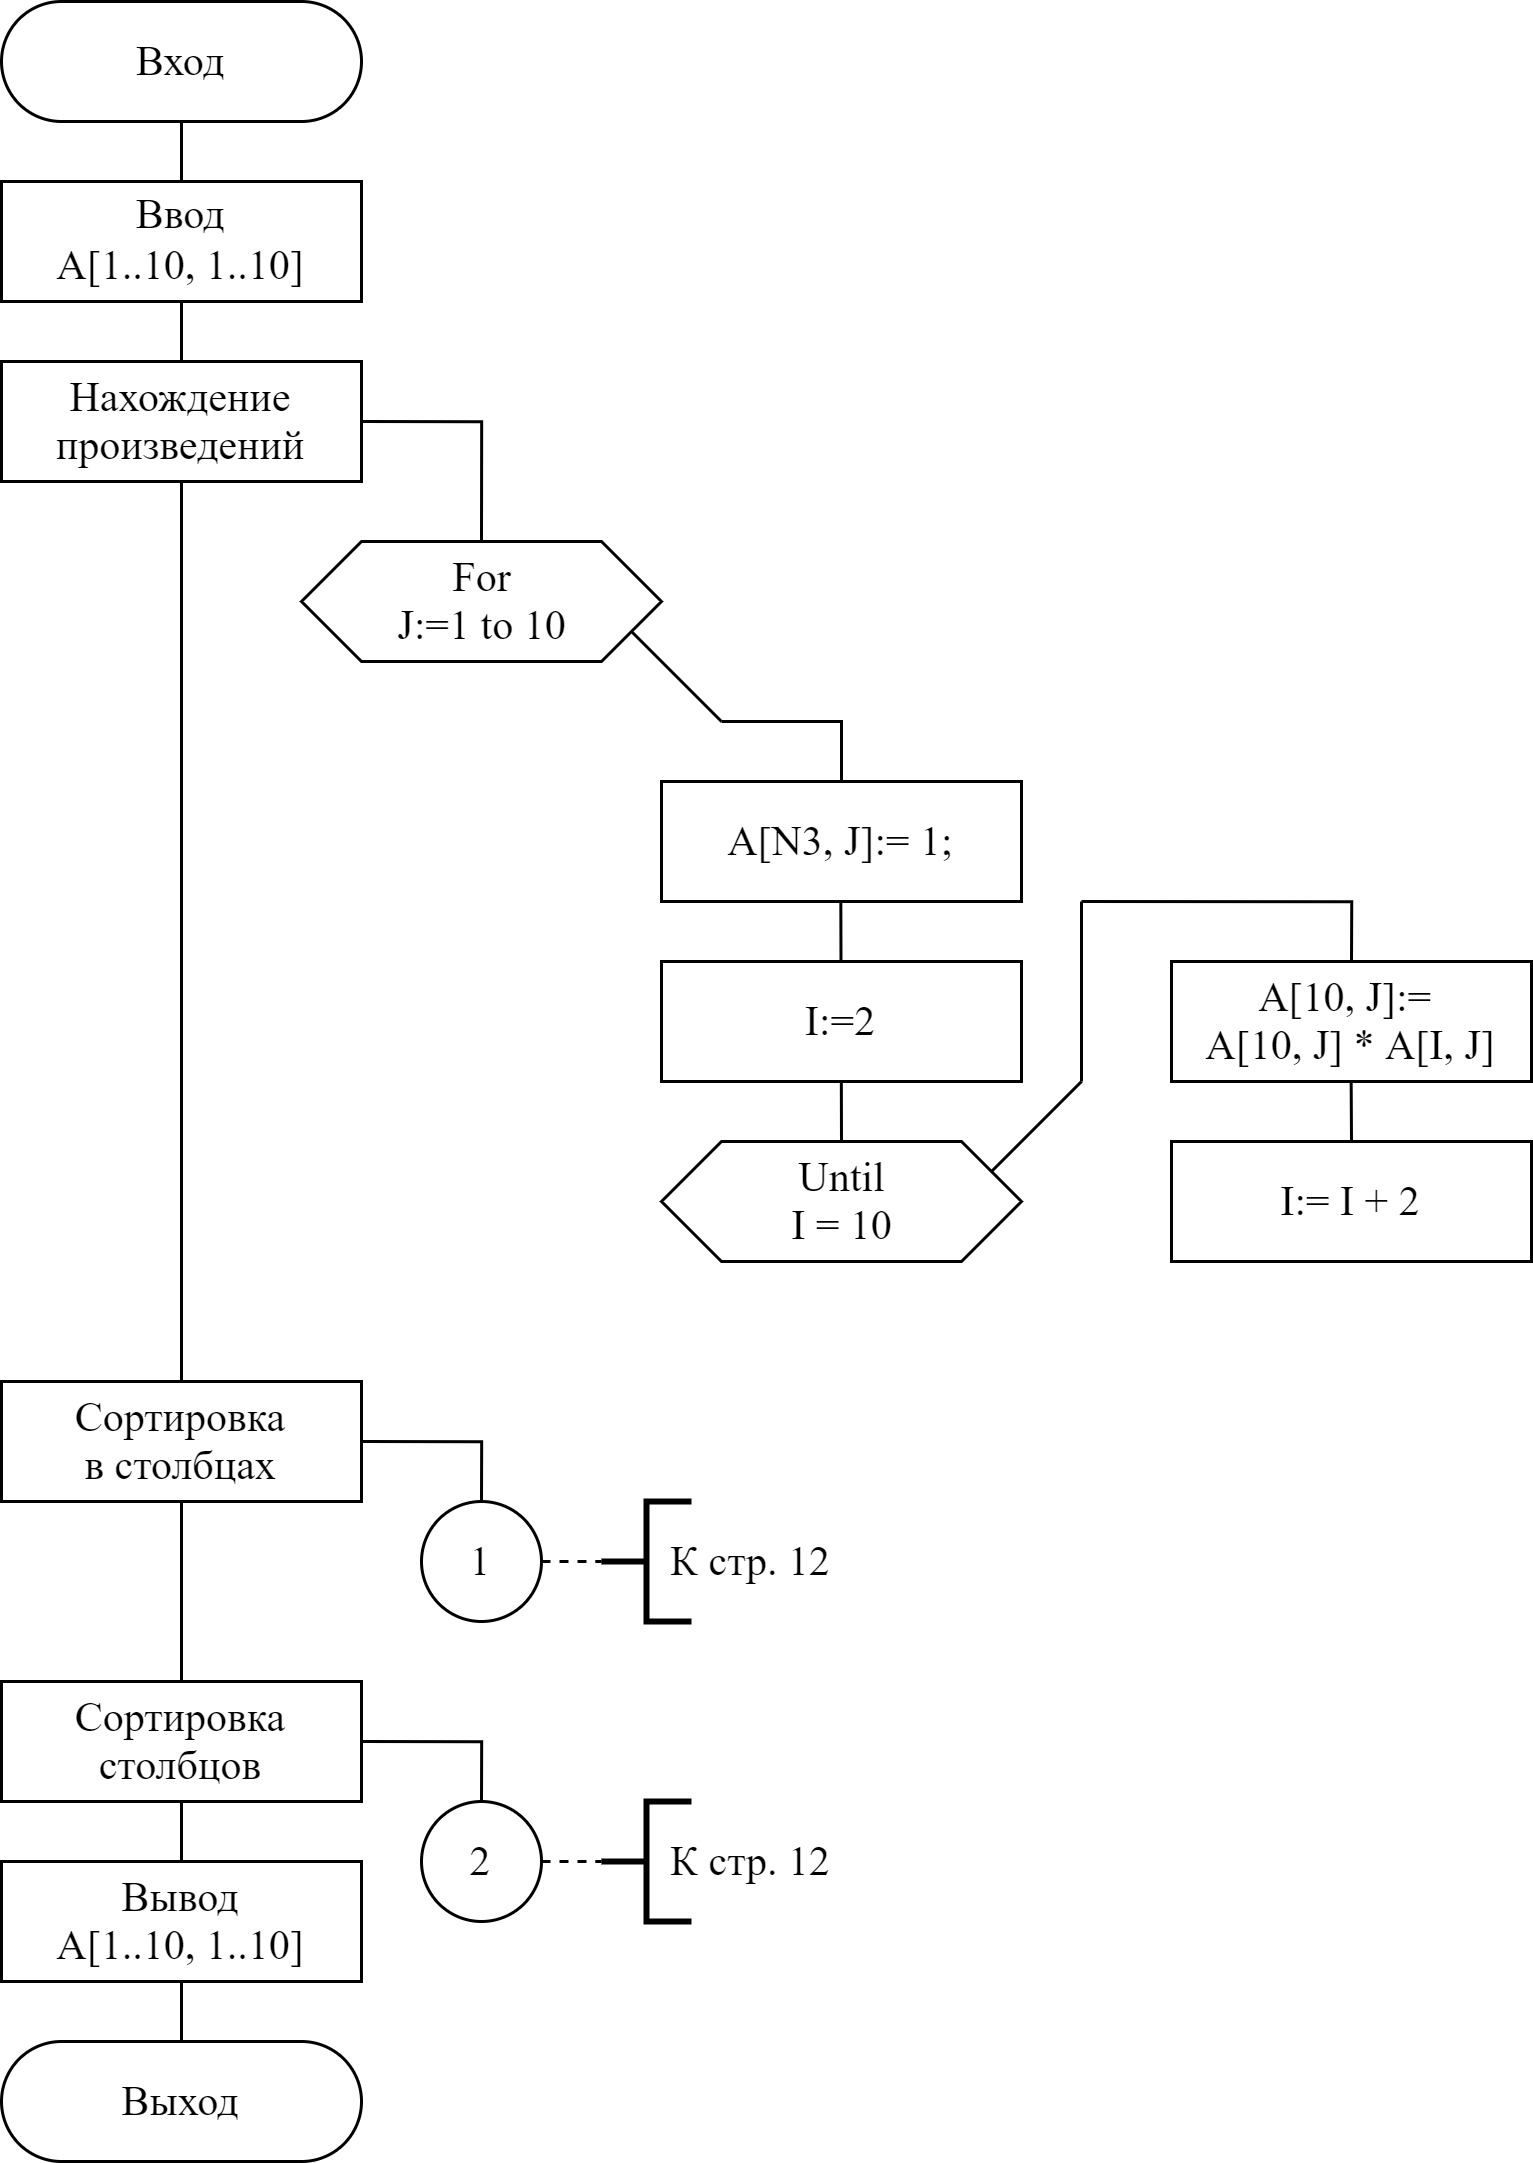 Вход
Ввод
A[1..10, 1..10]
Нахождение
произведений
For
J:=1 to 10
A[N3, J]:= 1;
I:=2
Until
I = 10
A[10, J]:=
A[10, J] * A[I, J]
I:= I + 2
Сортировка
в столбцах
1
К стр. 12
Сортировка
столбцов
2
К стр. 12
Вывод
A[1..10, 1..10]
Выход